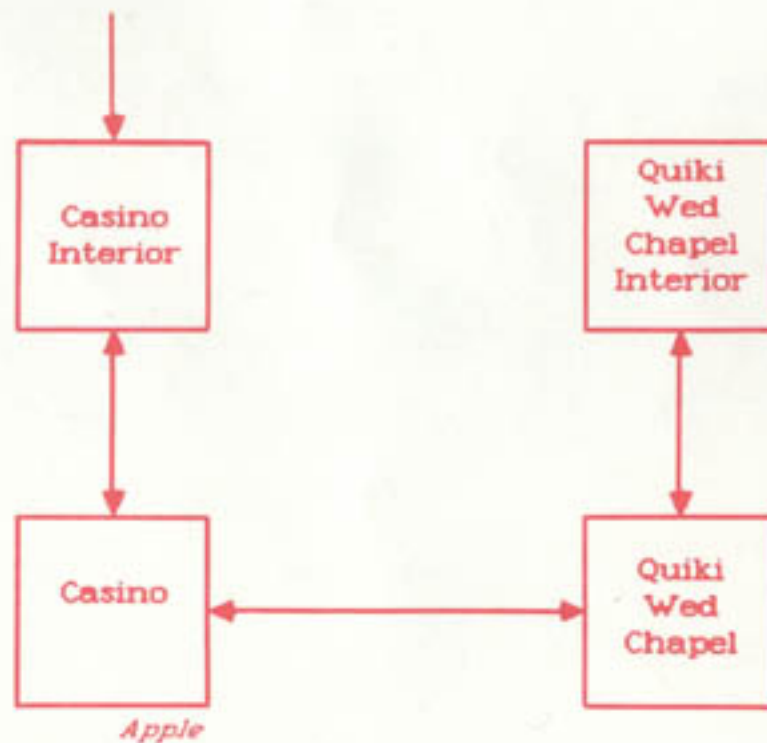 Casino
Interior
Quiki
Wed
Chapel
Interior
Casino
Quiki
Wed
Chapel
Apple